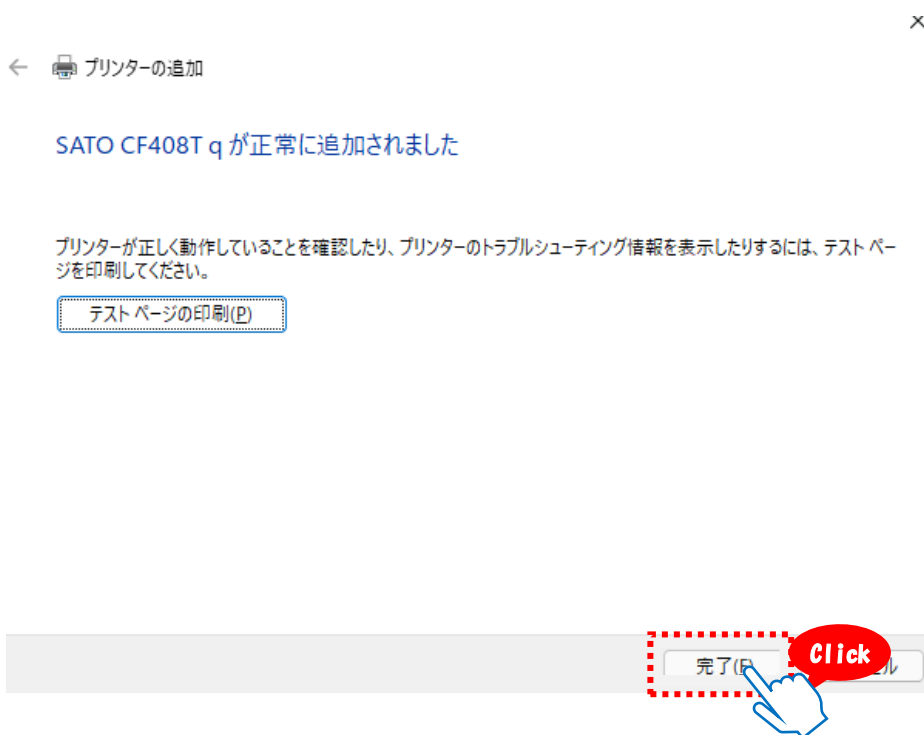 プリンターの追加
SATO CF408T q が正常に追加されました
プリンターが正しく動作していることを確認したり、プリンターのトラブルシューティング情報を表示したりするには、テスト ペー
ジを印刷してください。
テスト ページの印刷(P)
完了(F)
Click